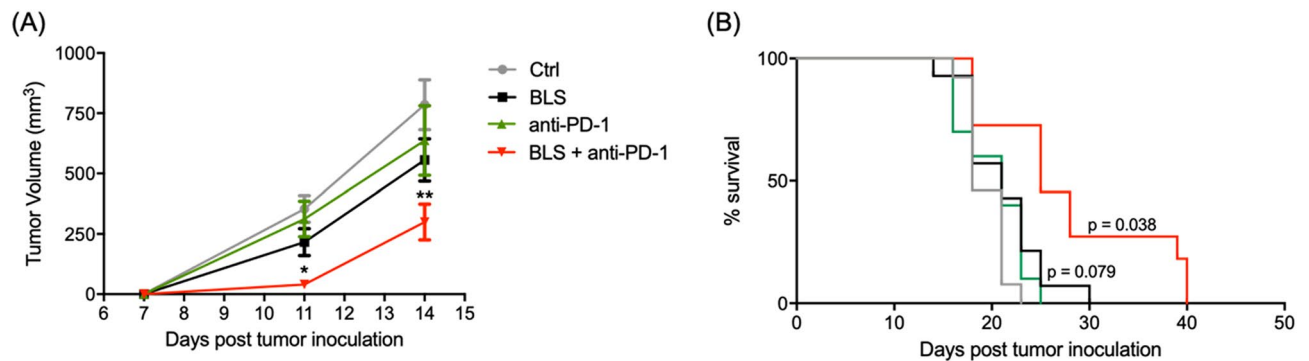 (A)
Tumor Volume (mm³)
1000
750
500
250
0
6 7 8 9 10 11 12 13 14 15
Days post tumor inoculation
*
**
Ctrl
BLS
anti-PD-1
BLS + anti-PD-1
(B)
% survival
100
50
0
0 10 20 30 40 50
Days post tumor inoculation
p = 0.038
p = 0.079